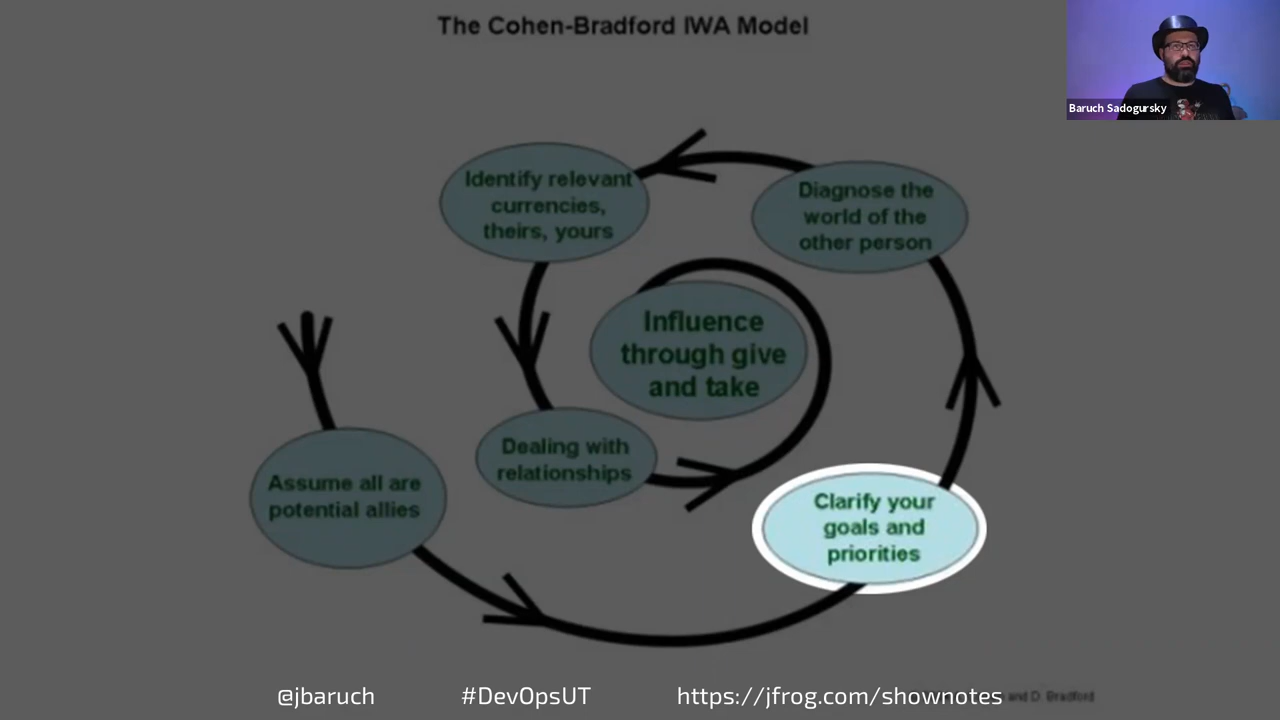 The Cohen-Bradford IWA Model
Baruch Sadogursky
Identify relevant
currencies,
theirs, yours
Diagnose the
world of the
other person
Influence
through give
and take
Dealing with
relationships
Assume all are
potential allies
Clarify your
goals and
priorities
@jbaruch
#DevOpsUT
https://jfrog.com/shownotes
and D. Bradford